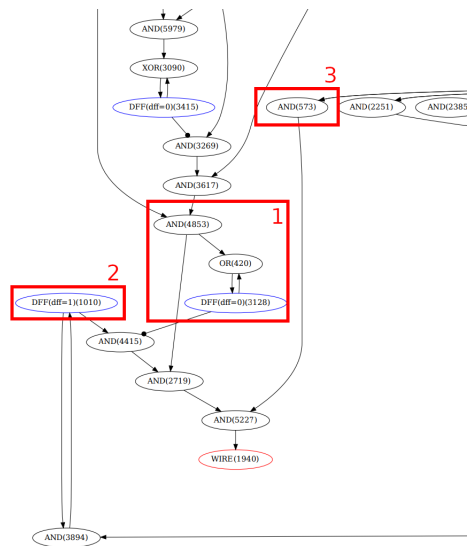 AND(5979)
XOR(3090)
3
DFF(dff=0)(3415)
AND(573)
AND(2251)
AND(2385
AND(3269)
AND(3617)
1
AND(4853)
OR(420)
2
DFF(dff=1)(1010)
DFF(dff=0)(3128)
AND(4415)
AND(2719)
AND(5227)
WIRE(1940)
AND(3894)